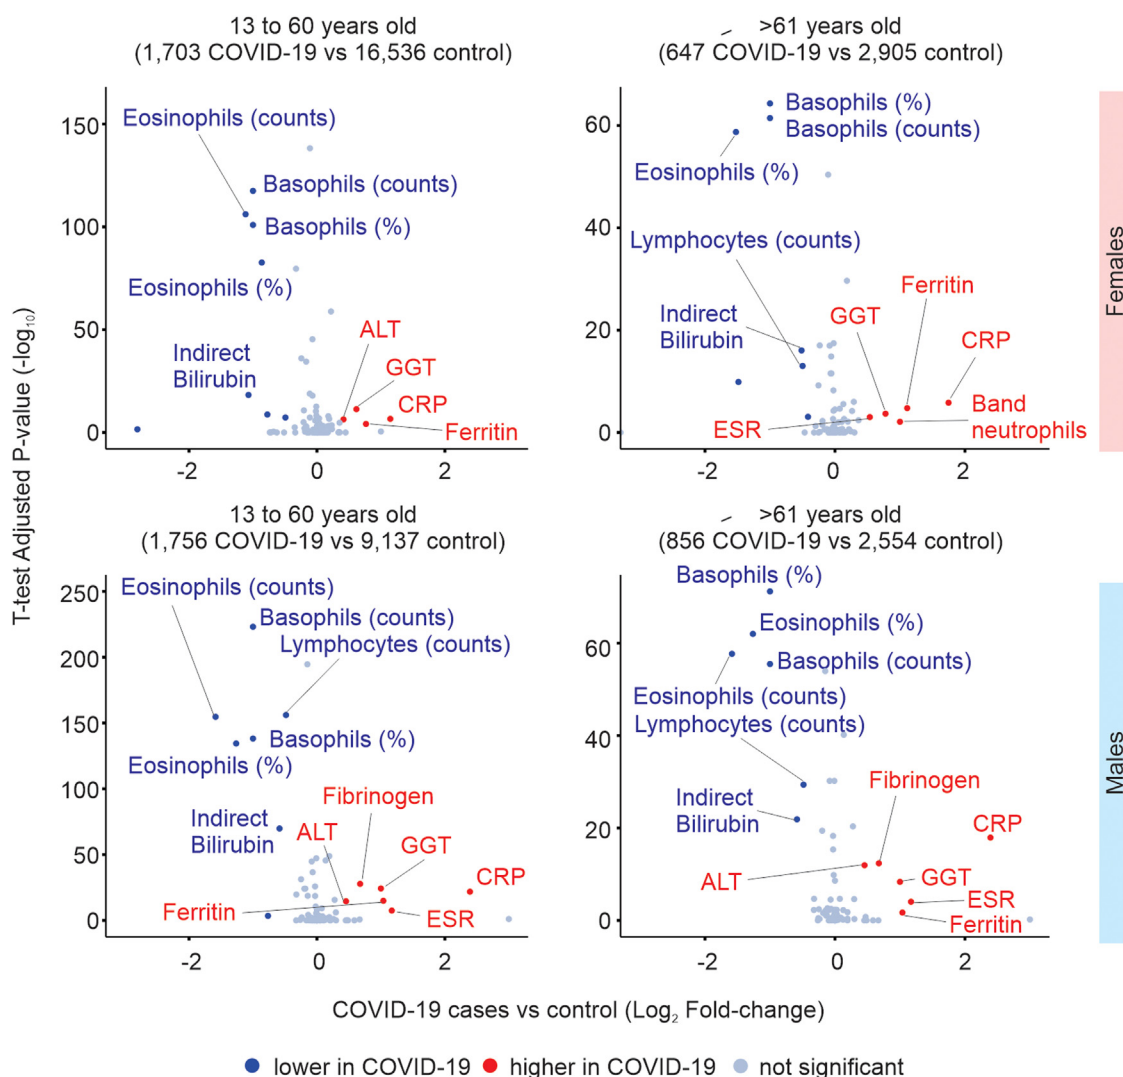 13 to 60 years old
(1,703 COVID-19 vs 16,536 control)
>61 years old
(647 COVID-19 vs 2,905 control)
Eosinophils (counts)
Basophils (counts)
Basophils (%)
Eosinophils (%)
Indirect
Bilirubin
ALT
GGT
CRP
Ferritin
150
100
50
0
-2
0
2
Basophils (%)
Basophils (counts)
Eosinophils (%)
Lymphocytes (counts)
Indirect
Bilirubin
Ferritin
GGT
CRP
ESR
Band
neutrophils
60
40
20
0
-2
0
2
Females
T-test Adjusted P-value (-log10)
13 to 60 years old
(1,756 COVID-19 vs 9,137 control)
>61 years old
(856 COVID-19 vs 2,554 control)
Eosinophils (counts)
Basophils (counts)
Lymphocytes (counts)
Basophils (%)
Eosinophils (%)
Indirect
Bilirubin
Fibrinogen
ALT
GGT
CRP
Ferritin
ESR
250
200
150
100
50
0
-2
0
2
Basophils (%)
Eosinophils (%)
Basophils (counts)
Eosinophils (counts)
Lymphocytes (counts)
Indirect
Bilirubin
Fibrinogen
CRP
ALT
GGT
ESR
Ferritin
60
40
20
0
-2
0
2
Males
COVID-19 cases vs control (Log2 Fold-change)
lower in COVID-19 higher in COVID-19 not significant